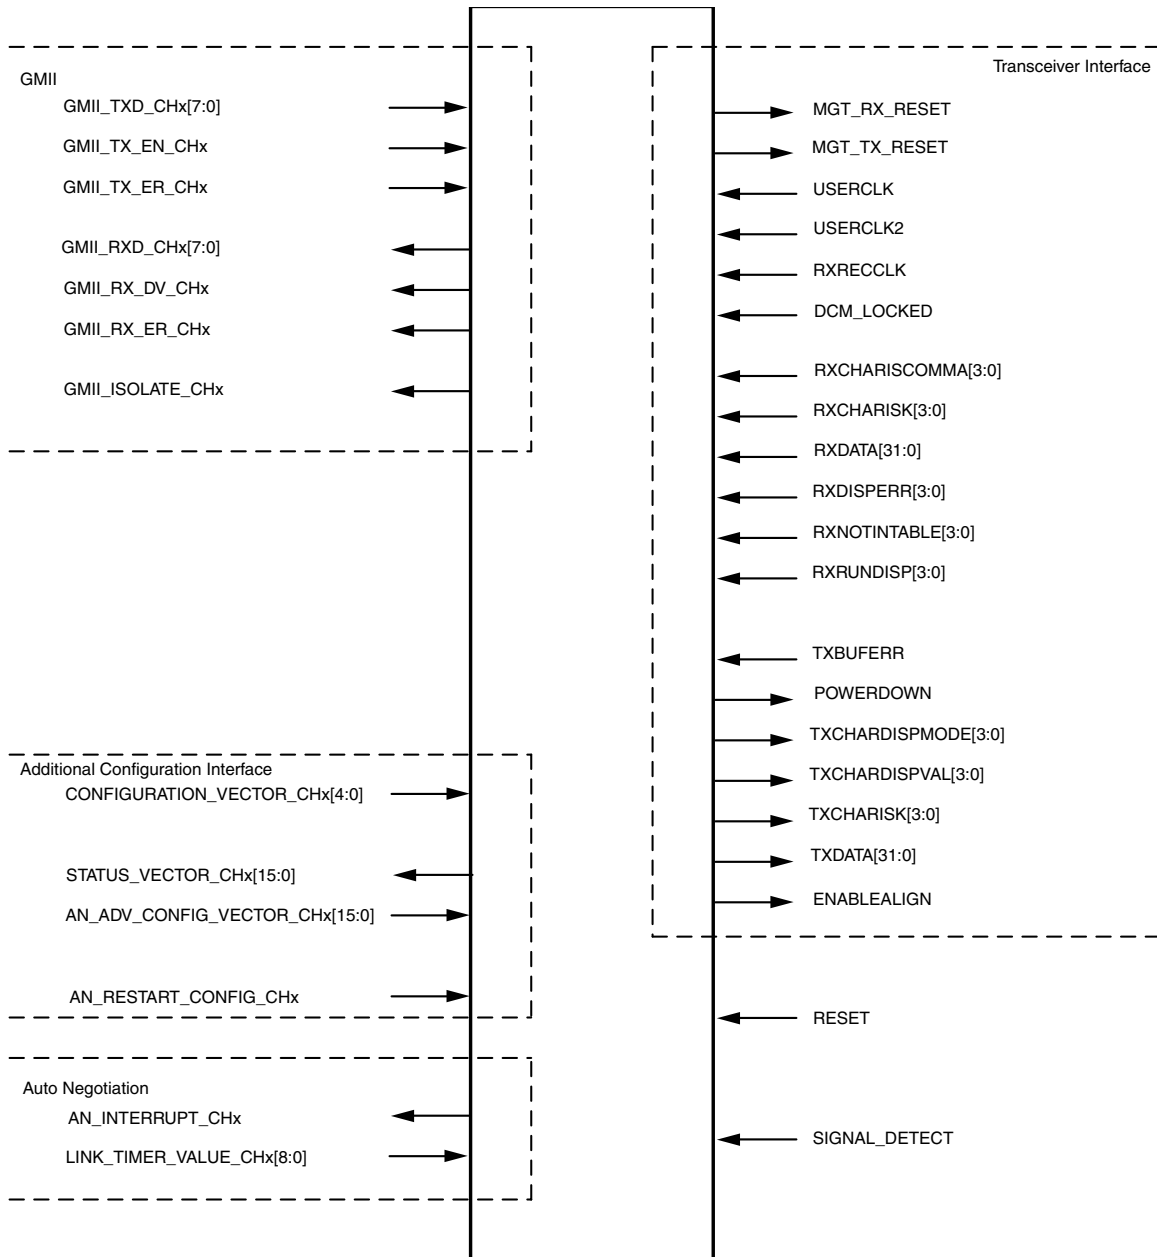 GMII
GMII_TXD_CHx[7:0]
GMII_TX_EN_CHx
GMII_TX_ER_CHx
GMII_RXD_CHx[7:0]
GMII_RX_DV_CHx
GMII_RX_ER_CHx
GMII_ISOLATE_CHx
Additional Configuration Interface
CONFIGURATION_VECTOR_CHx[4:0]
STATUS_VECTOR_CHx[15:0]
AN_ADV_CONFIG_VECTOR_CHx[15:0]
AN_RESTART_CONFIG_CHx
Auto Negotiation
AN_INTERRUPT_CHx
LINK_TIMER_VALUE_CHx[8:0]
Transceiver Interface
MGT_RX_RESET
MGT_TX_RESET
USERCLK
USERCLK2
RXRECCLK
DCM_LOCKED
RXCHARISCOMMA[3:0]
RXCHARISK[3:0]
RXDATA[31:0]
RXDISPERR[3:0]
RXNOTINTABLE[3:0]
RXRUNDISP[3:0]
TXBUFERR
POWERDOWN
TXCHARDISPMODE[3:0]
TXCHARDISPVAL[3:0]
TXCHARISK[3:0]
TXDATA[31:0]
ENABLEALIGN
RESET
SIGNAL_DETECT